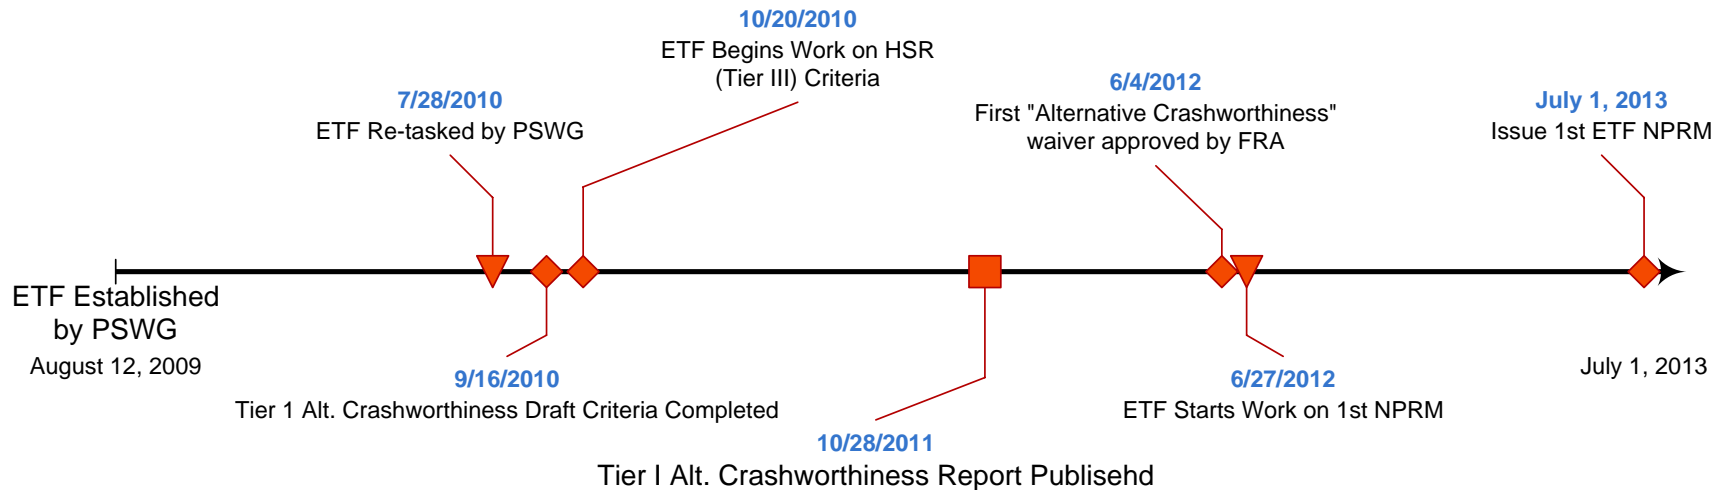 10/20/2010
ETF Begins Work on HSR
(Tier III) Criteria
7/28/2010
ETF Re-tasked by PSWG
6/4/2012
First "Alternative Crashworthiness"
waiver approved by FRA
July 1, 2013
Issue 1st ETF NPRM
ETF Established
by PSWG
August 12, 2009
July 1, 2013
9/16/2010
Tier 1 Alt. Crashworthiness Draft Criteria Completed
6/27/2012
ETF Starts Work on 1st NPRM
10/28/2011
Tier I Alt. Crashworthiness Report Publisehd